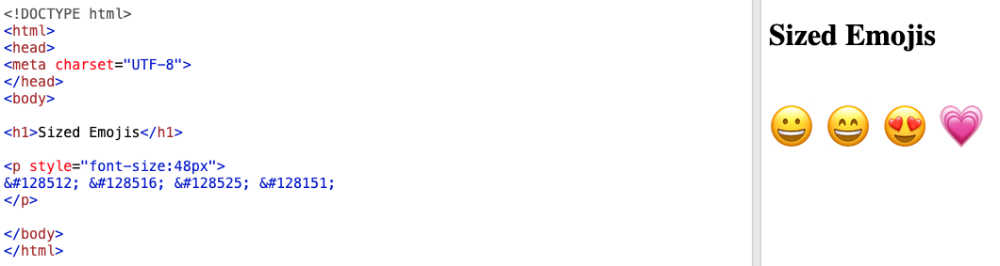 <!DOCTYPE html>
<html>
<head>
<meta charset="UTF-8">
</head>
<body>
<h1>Sized Emojis</h1>
<p style="font-size:48px">
&#128512; &#128516; &#128525; &#128151;
</p>
</body>
</html>
Sized Emojis
😀 😄 😍 💗